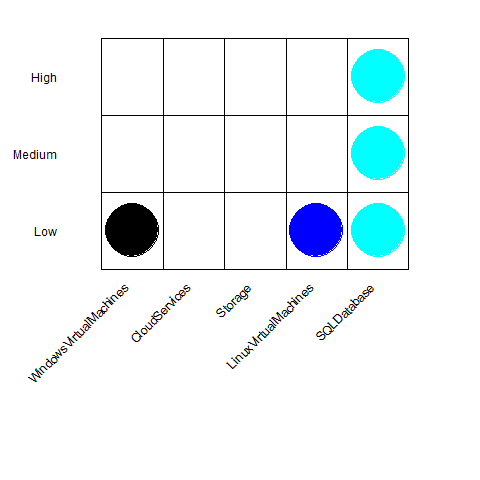 High
Medium
Low
WindowsVirtualMachines
CloudServices
Storage
LinuxVirtualMachines
SQLDatabase